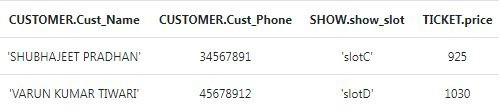 CUSTOMER.Cust_Name CUSTOMER.Cust_Phone SHOW.show_slot TICKET.price
'SHUBHAJEET PRADHAN' 34567891 'slotC' 925
'VARUN KUMAR TIWARI' 45678912 'slotD' 1030